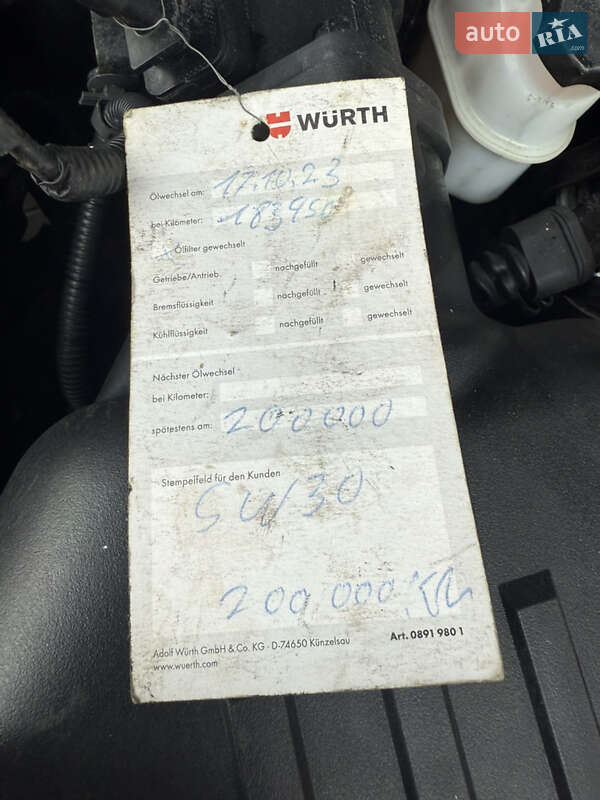 auto RIA.com
WÜRTH
Ölwechsel am: 17.10.23
bei Kilometer: 183950
Ölfilter gewechselt
Getriebe/Antrieb. nachgefüllt gewechselt
Bremsflüssigkeit nachgefüllt gewechselt
Kühlflüssigkeit nachgefüllt gewechselt
Nächster Ölwechsel
bei Kilometer:
spätestens am: 200000
Stempelfeld für den Kunden
5W30
200.000
Adolf Würth GmbH & Co. KG · D-74650 Künzelsau
www.wuerth.com
Art. 0891 980 1